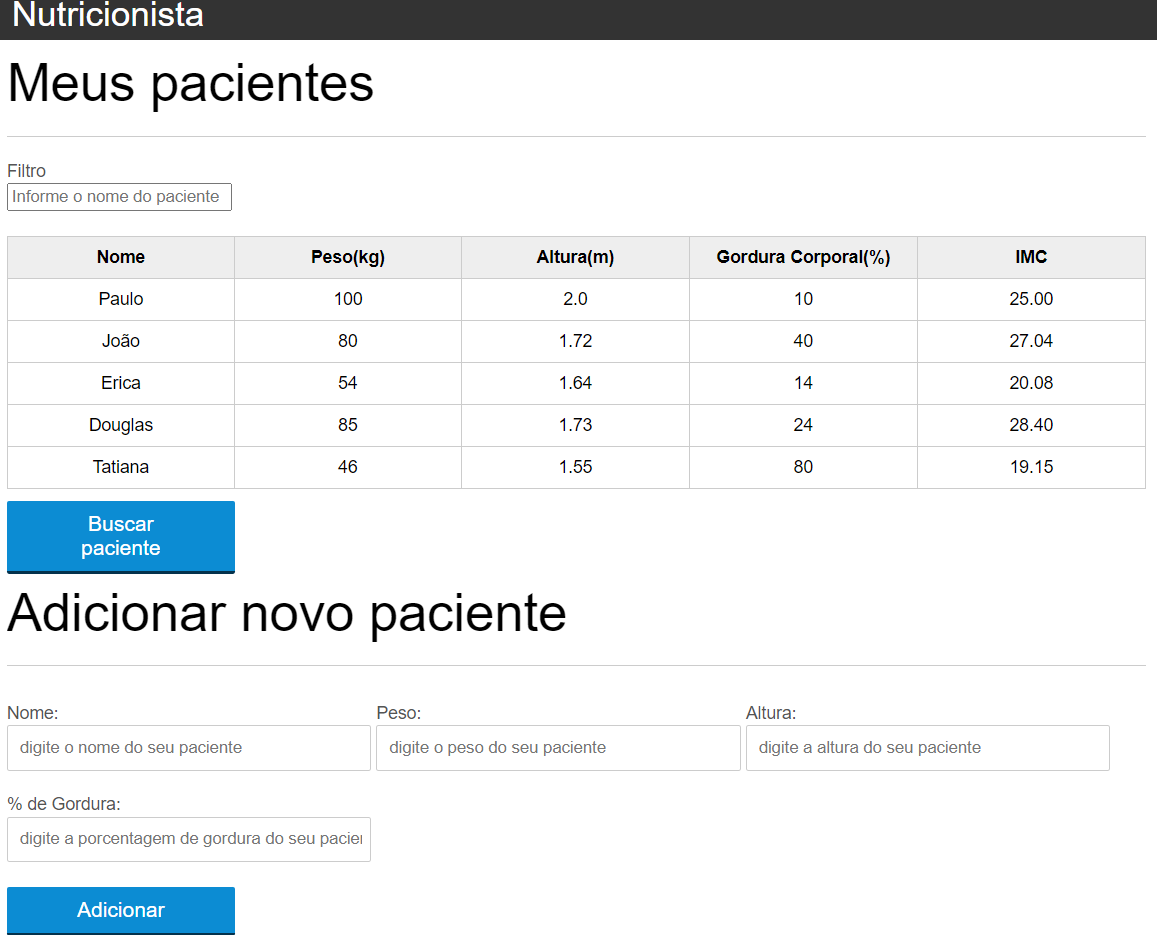 Nutricionista
Meus pacientes
Filtro
Informe o nome do paciente
Nome Peso(kg) Altura(m) Gordura Corporal(%) IMC
Paulo 100 2.0 10 25.00
João 80 1.72 40 27.04
Erica 54 1.64 14 20.08
Douglas 85 1.73 24 28.40
Tatiana 46 1.55 80 19.15
Buscar
paciente
Adicionar novo paciente
Nome: Peso: Altura:
digite o nome do seu paciente digite o peso do seu paciente digite a altura do seu paciente
% de Gordura:
digite a porcentagem de gordura do seu pacien
Adicionar